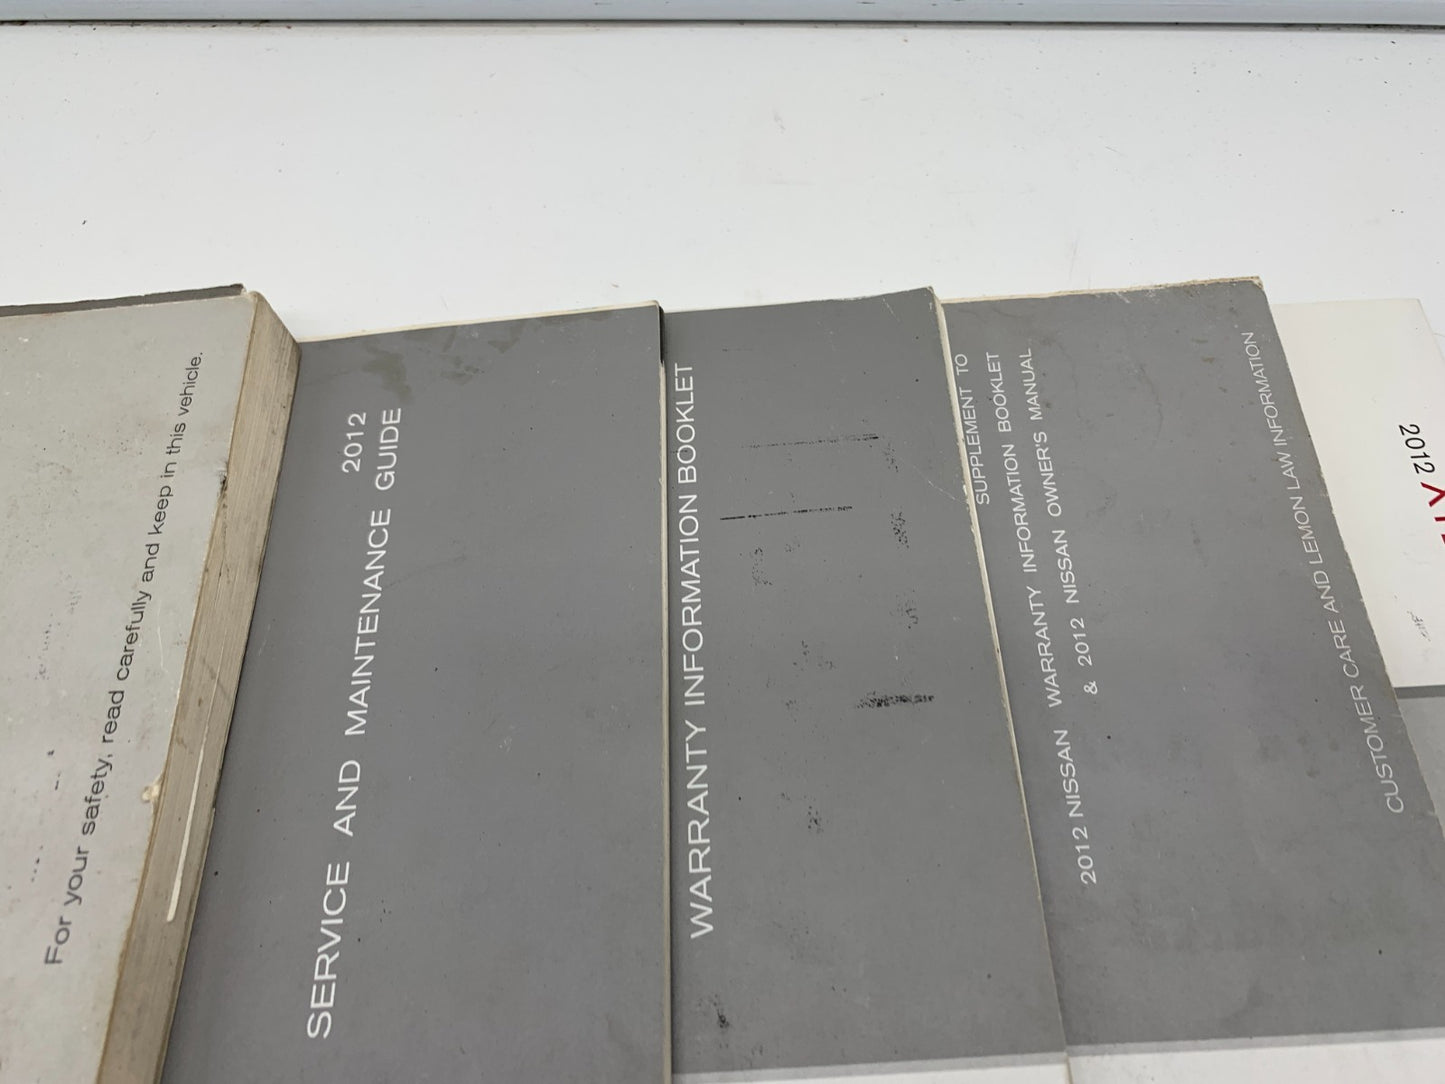 For your safety, read carefully and keep in this vehicle.
2012
SERVICE AND MAINTENANCE GUIDE
WARRANTY INFORMATION BOOKLET
SUPPLEMENT TO
2012 NISSAN WARRANTY INFORMATION BOOKLET
& 2012 NISSAN OWNER'S MANUAL
CUSTOMER CARE AND LEMON LAW INFORMATION
2012